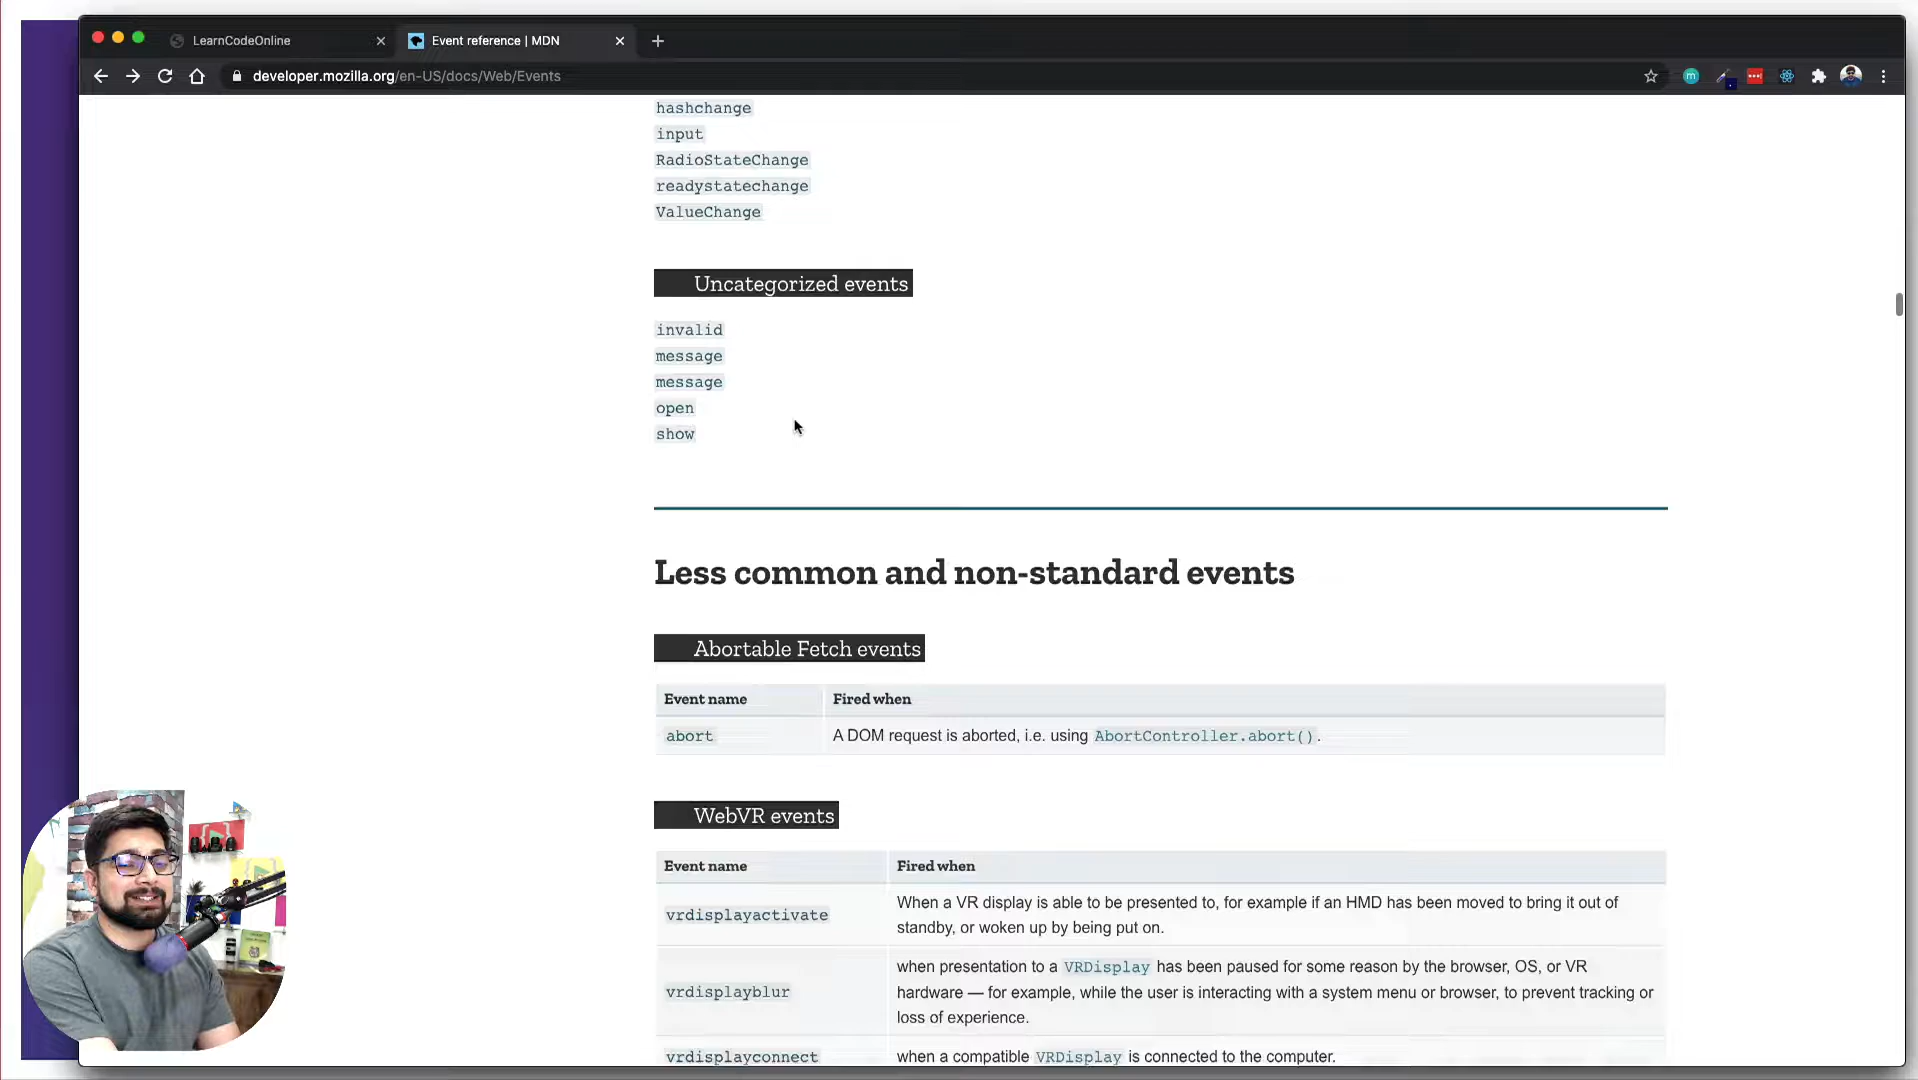 LearnCodeOnline
Event reference | MDN
developer.mozilla.org/en-US/docs/Web/Events
m
hashchange
input
RadioStateChange
readystatechange
ValueChange
Uncategorized events
invalid
message
message
open
show
Less common and non-standard events
Abortable Fetch events
Event name Fired when
abort A DOM request is aborted, i.e. using AbortController.abort().
WebVR events
Event name Fired when
vrdisplayactivate When a VR display is able to be presented to, for example if an HMD has been moved to bring it out of
standby, or woken up by being put on.
vrdisplayblur when presentation to a VRDisplay has been paused for some reason by the browser, OS, or VR
hardware — for example, while the user is interacting with a system menu or browser, to prevent tracking or
loss of experience.
vrdisplayconnect when a compatible VRDisplay is connected to the computer.